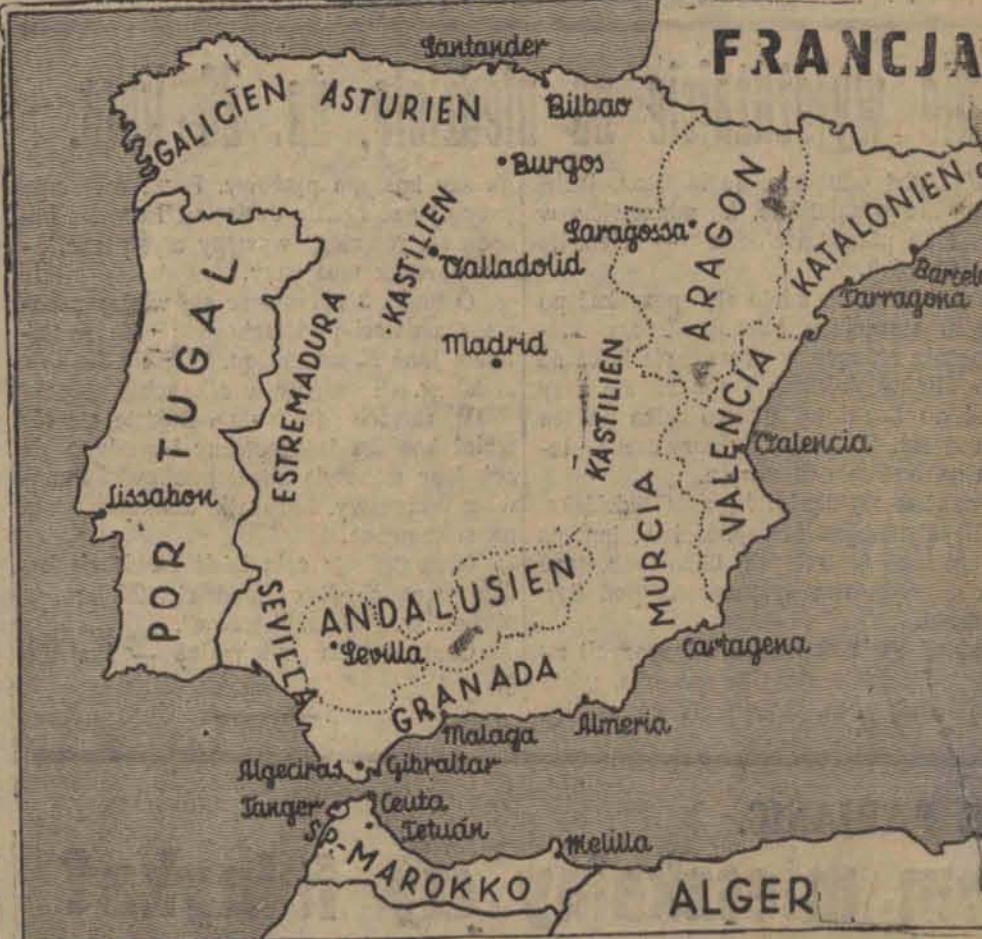 FRANCJA
Santander
GALICIEN
ASTURIEN
Bilbao
Burgos
ARAGON
KATALONIEN
Saragossa
KASTILIEN
Valladolid
Barcel
Tarragona
PORTUGAL
ESTREMADURA
Madrid
KASTILIEN
VALENCIA
Valencia
Lissabon
MURCIA
SEVILLA
ANDALUSIEN
Sevilla
Cartagena
GRANADA
Malaga
Almeria
Algeciras
Gibraltar
Tanger
Ceuta
Tetuán
Sp.-MAROKKO
Melilla
ALGER